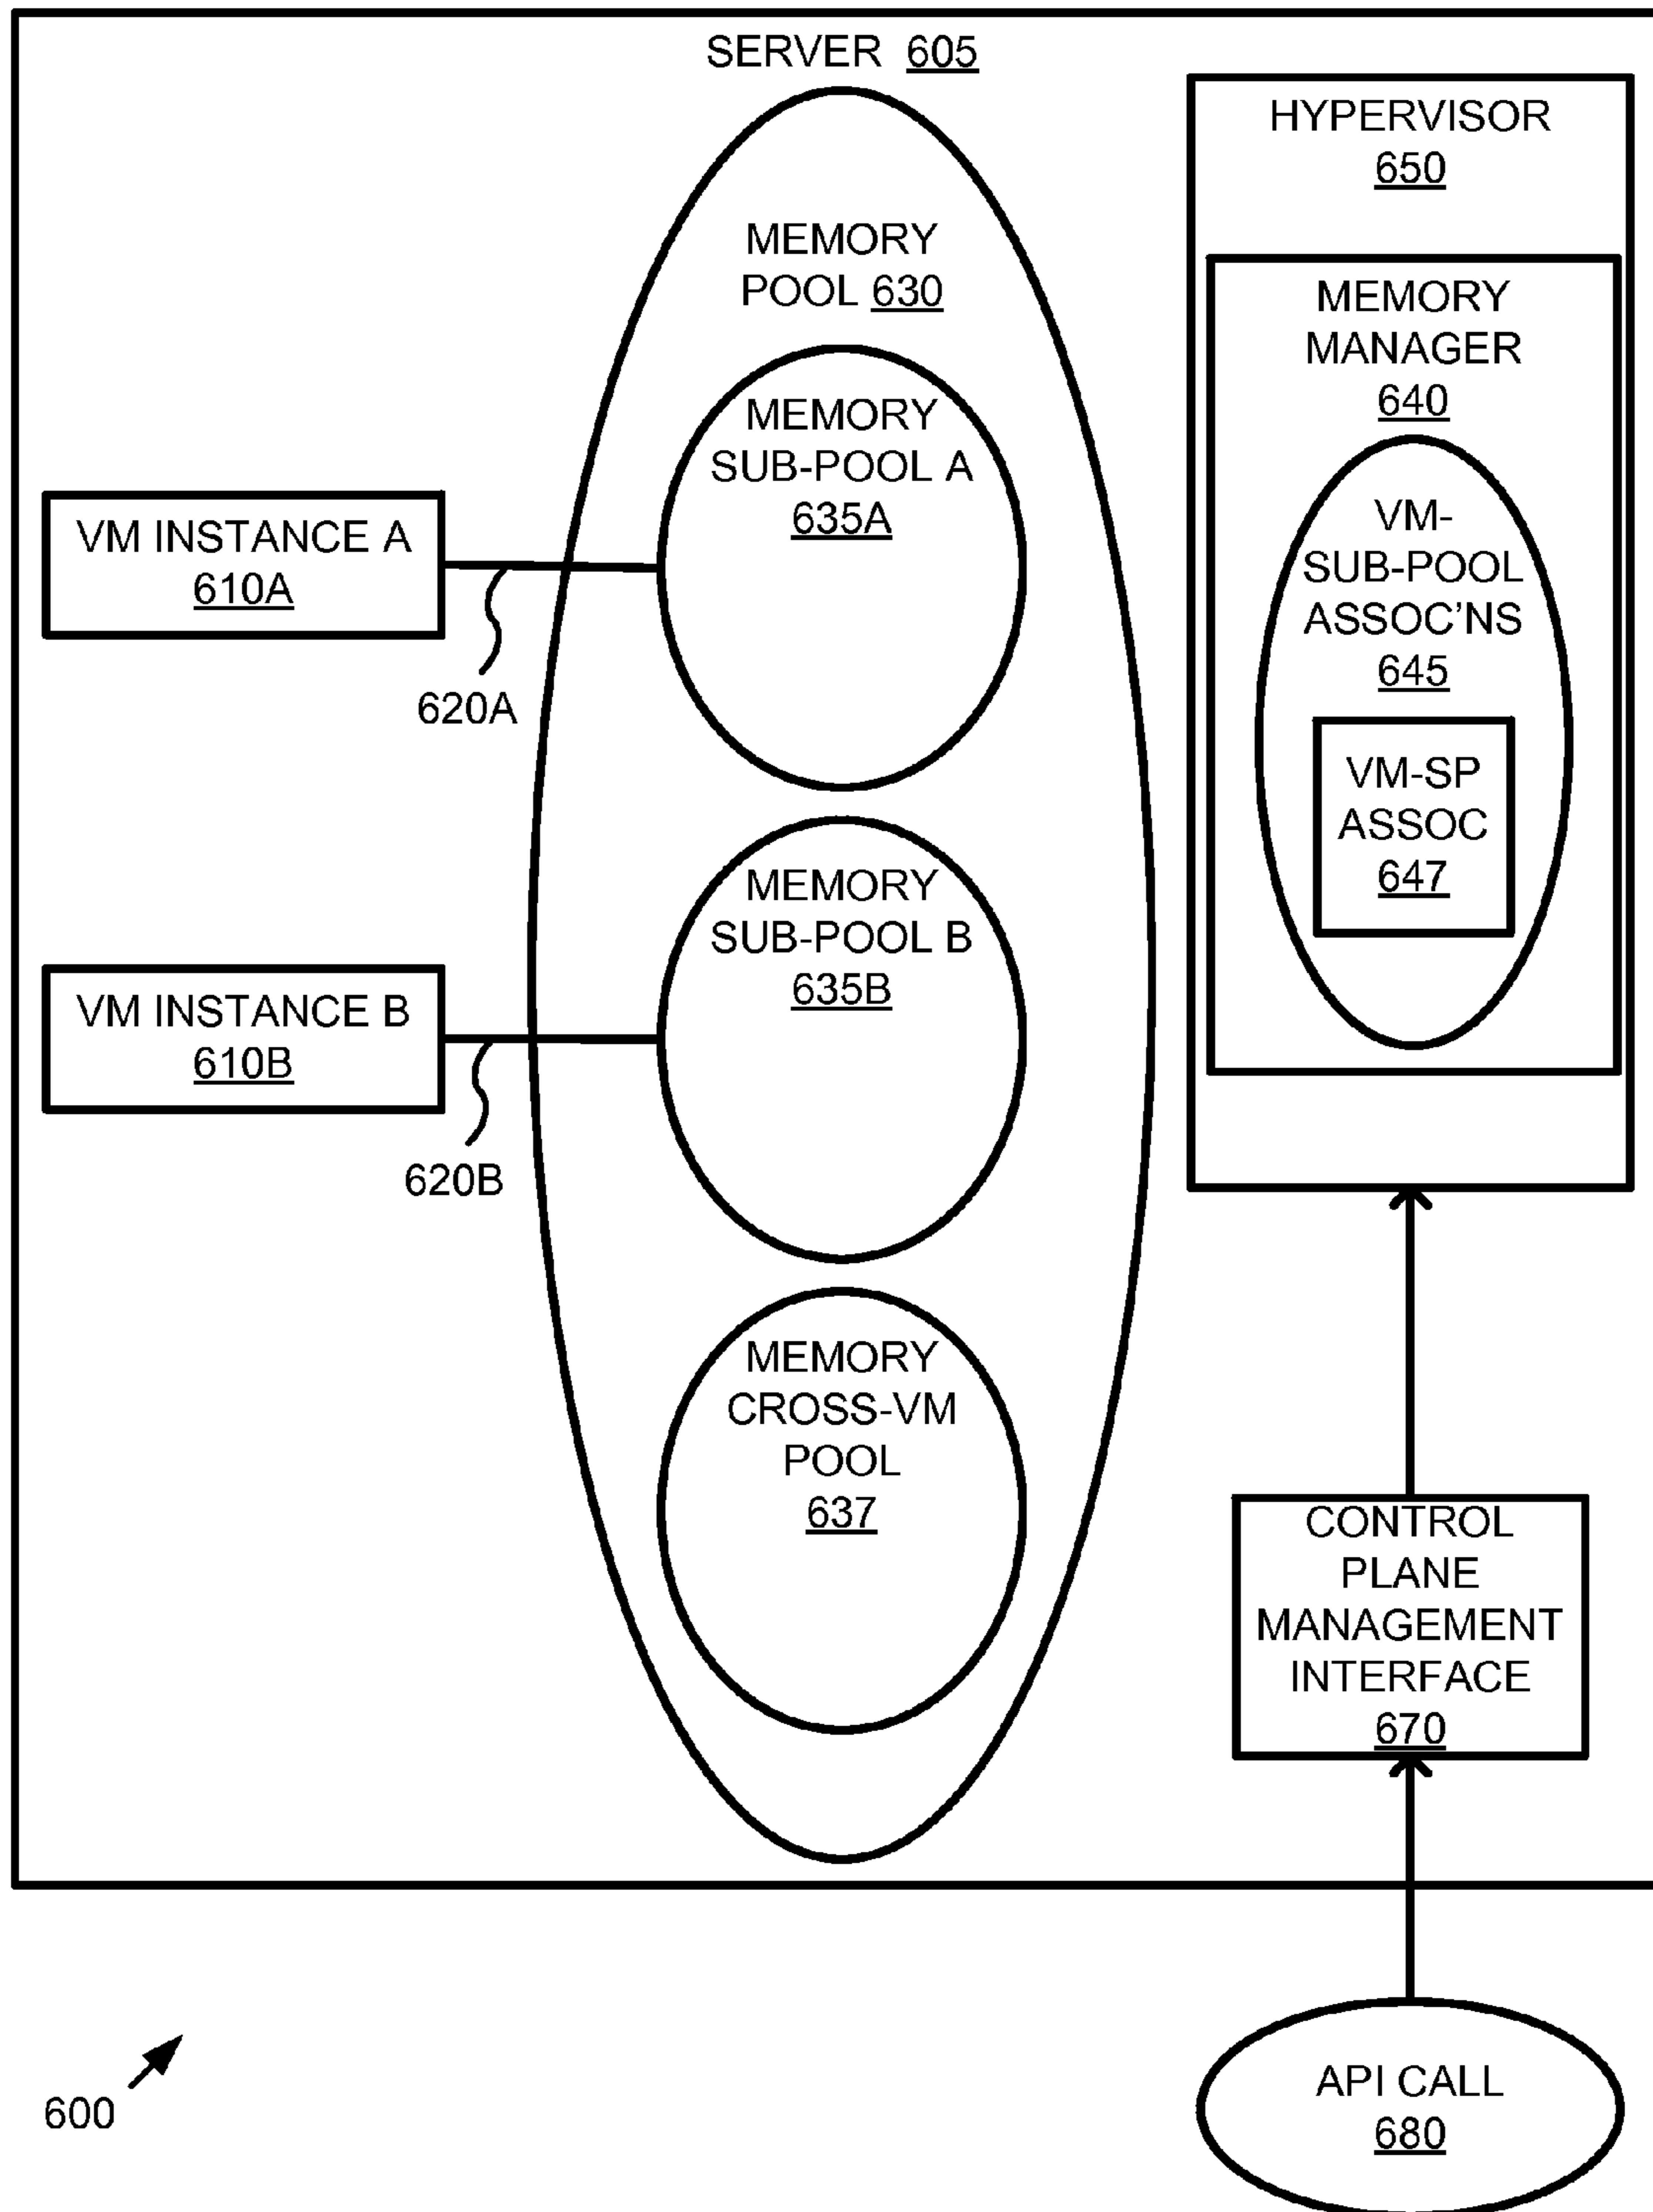 SERVER 605
HYPERVISOR
650
MEMORY
POOL 630
MEMORY
MANAGER
640
MEMORY
SUB-POOL A
635A
VM-
SUB-POOL
ASSOC'NS
645
VM INSTANCE A
610A
620A
VM-SP
ASSOC
647
MEMORY
SUB-POOL B
635B
VM INSTANCE B
610B
620B
MEMORY
CROSS-VM
POOL
637
CONTROL
PLANE
MANAGEMENT
INTERFACE
670
API CALL
680
600